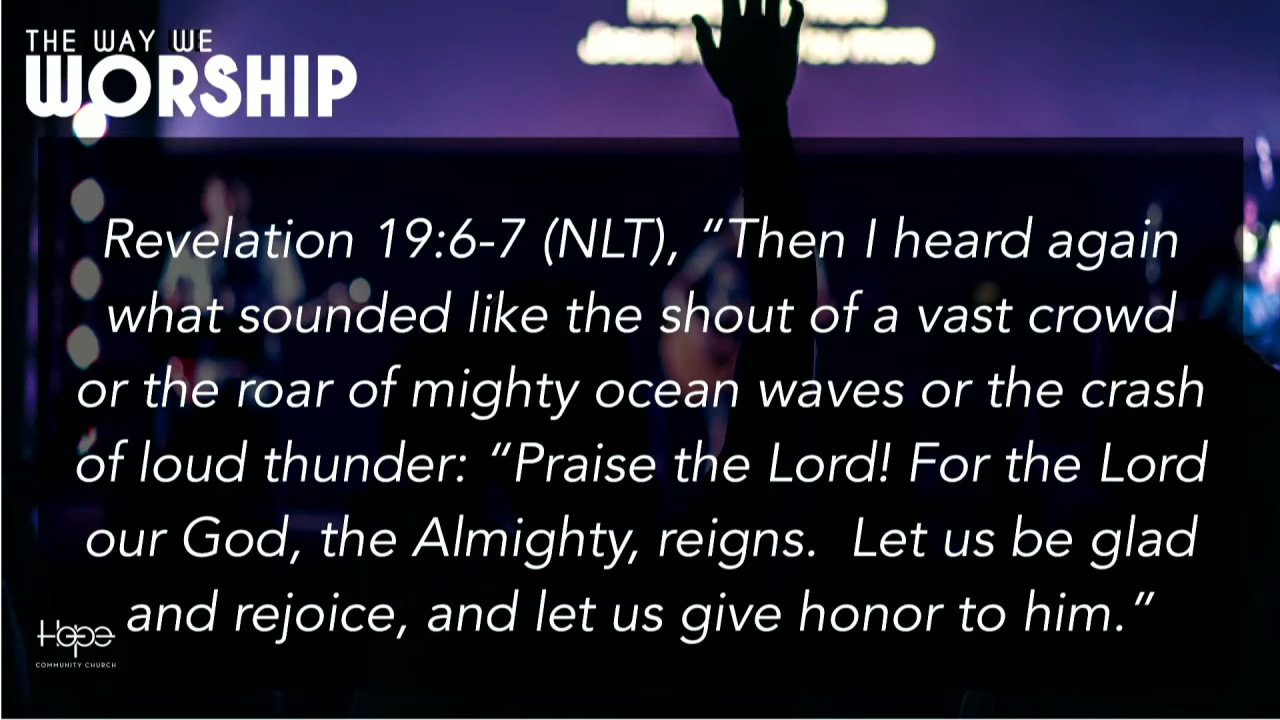 Jesus
you more
THE WAY WE
WORSHIP
Revelation 19:6-7 (NLT), “Then I heard again
what sounded like the shout of a vast crowd
or the roar of mighty ocean waves or the crash
of loud thunder: “Praise the Lord! For the Lord
our God, the Almighty, reigns.  Let us be glad
and rejoice, and let us give honor to him.”
Hope
COMMUNITY CHURCH